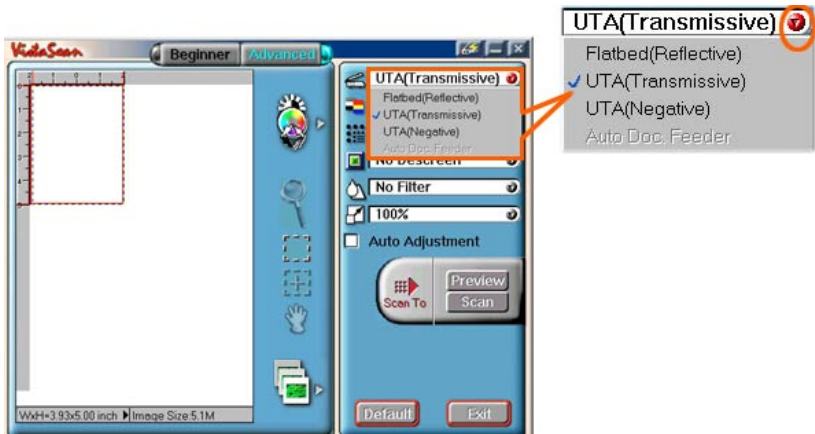 VistaScan
Beginner
Advanced
UTA(Transmissive)
Flatbed(Reflective)
UTA(Transmissive)
UTA(Negative)
Auto Doc. Feeder
No Descreen
No Filter
100%
Auto Adjustment
Scan To
Preview
Scan
Default
Exit
WxH=3.93x5.00 inch Image Size:5.1M
UTA(Transmissive)
Flatbed(Reflective)
UTA(Transmissive)
UTA(Negative)
Auto Doc. Feeder